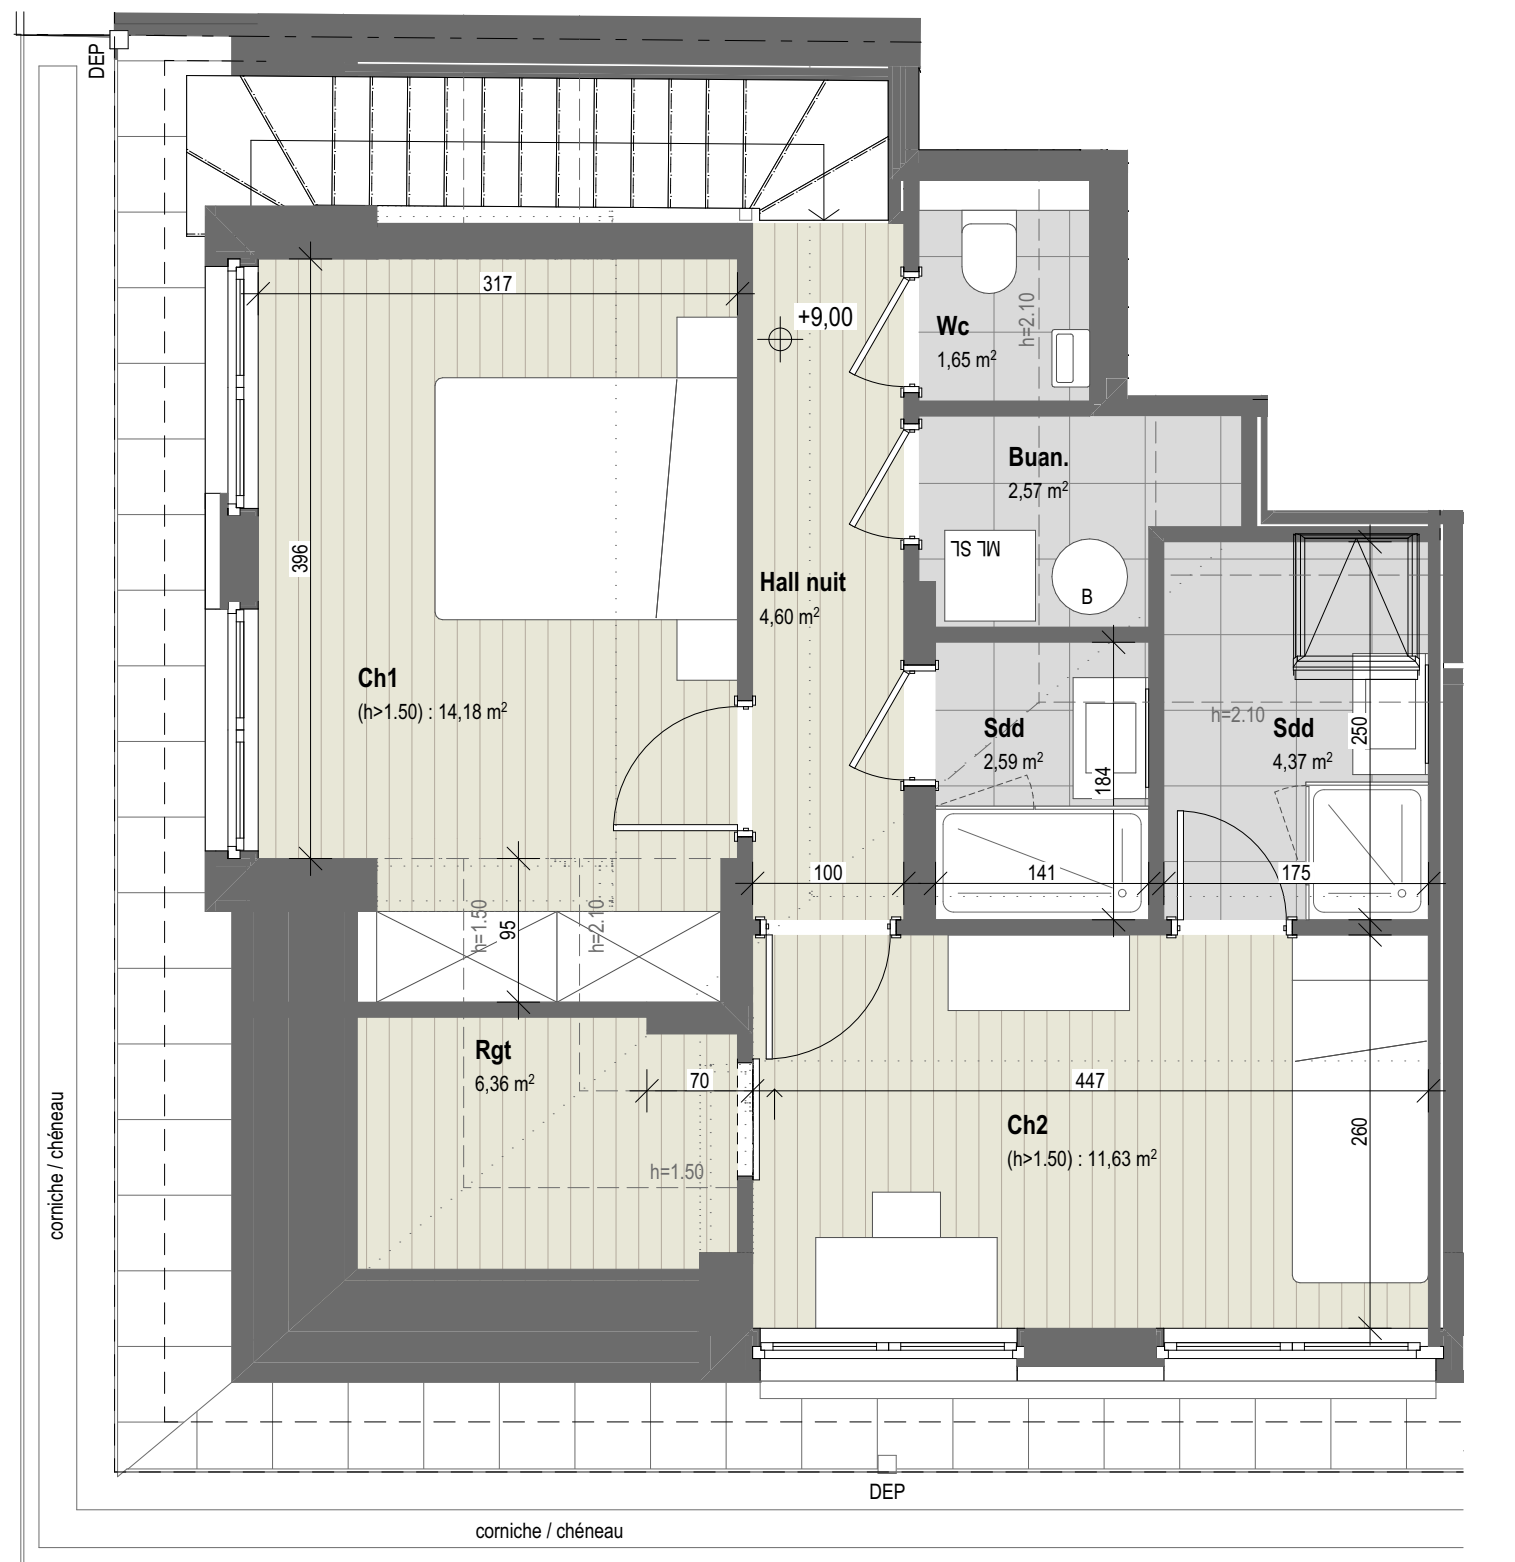 DEP
317
+9,00
Wc
1,65 m²
h=2.10
Buan.
2,57 m²
ML SL
B
396
Hall nuit
4,60 m²
Ch1
(h>1.50) : 14,18 m²
Sdd
2,59 m²
184
h=2.10
Sdd
4,37 m²
250
100
141
175
h=1.50
95
h=2.10
Rgt
6,36 m²
70
447
Ch2
(h>1.50) : 11,63 m²
260
h=1.50
corniche / chéneau
DEP
corniche / chéneau